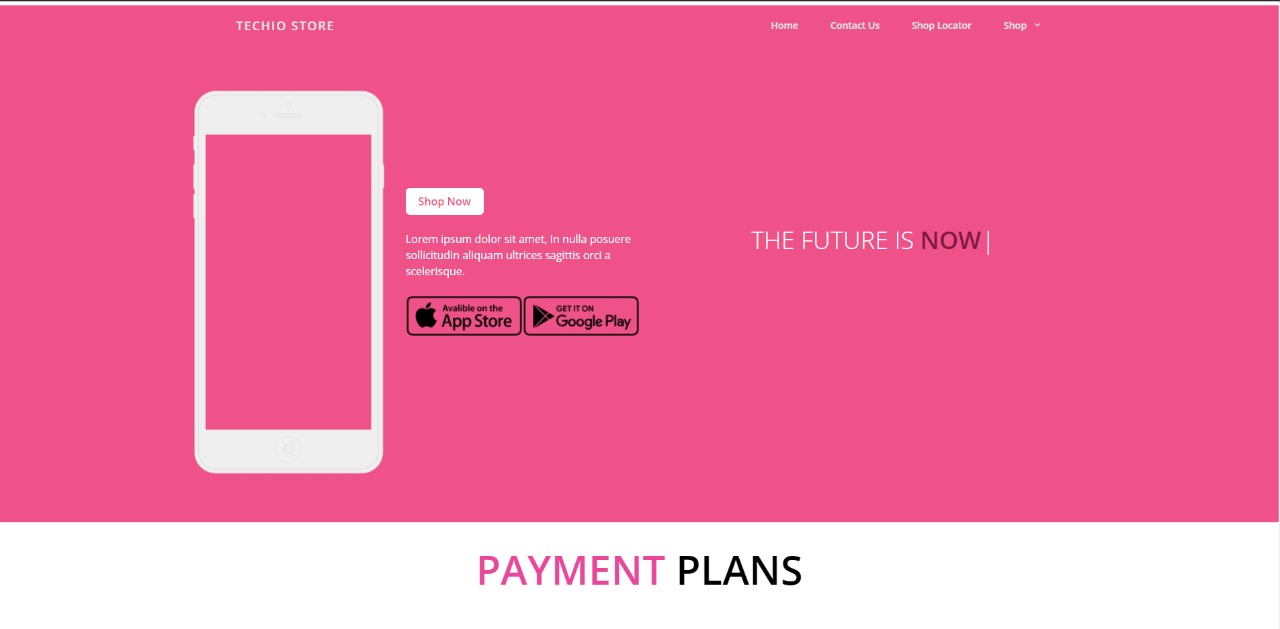 TECHIO STORE
Home Contact Us Shop Locator Shop
Shop Now
Lorem ipsum dolor sit amet, In nulla posuere
sollicitudin aliquam ultrices sagittis orci a
scelerisque.
Avalible on the
App Store
GET IT ON
Google Play
THE FUTURE IS NOW|
PAYMENT PLANS